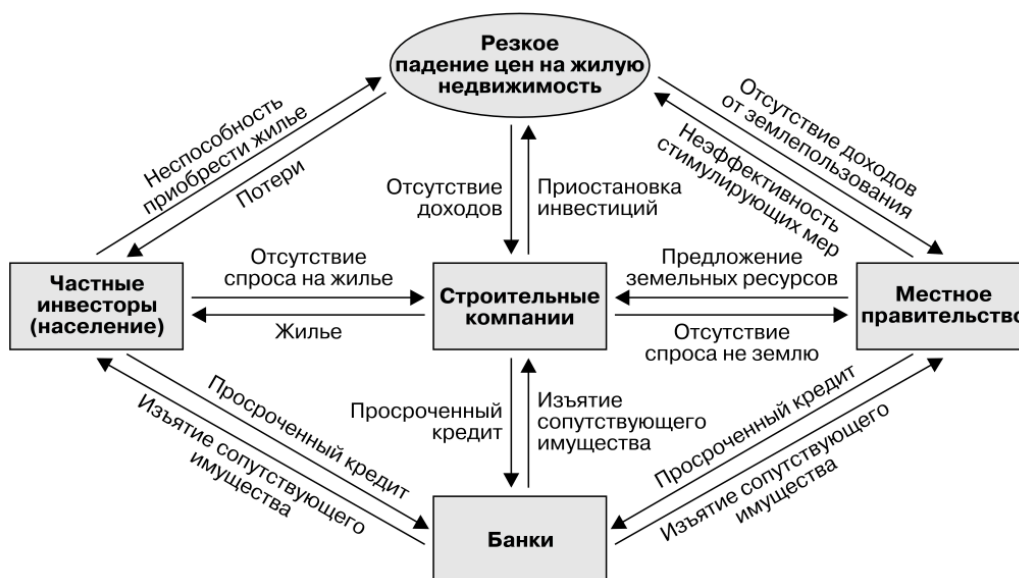 Резкое
падение цен на жилую
недвижимость
Неспособность
приобрести жилье
Потери
Отсутствие
доходов
Приостановка
инвестиций
Отсутствие доходов
от землепользования
Неэффективность
стимулирующих мер
Частные
инвесторы
(население)
Отсутствие
спроса на жилье
Жилье
Строительные
компании
Предложение
земельных ресурсов
Отсутствие
спроса не землю
Местное
правительство
Просроченный кредит
Изъятие сопутствующего
имущества
Просроченный
кредит
Изъятие
сопутствующего
имущества
Просроченный кредит
Изъятие сопутствующего
имущества
Банки